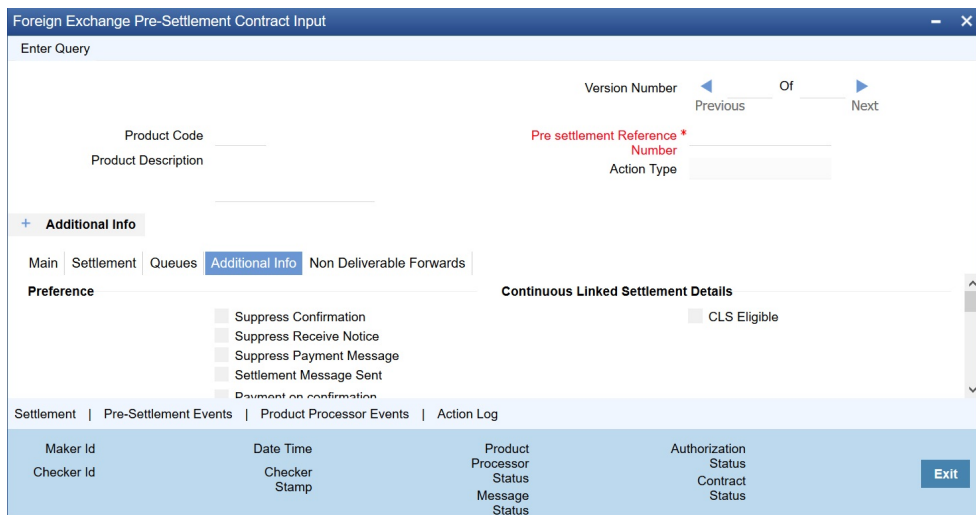 Foreign Exchange Pre-Settlement Contract Input
Enter Query
Version Number
Of
Previous
Next
Product Code
Product Description
Pre settlement Reference *
Number
Action Type
+ Additional Info
Main
Settlement
Queues
Additional Info
Non Deliverable Forwards
Preference
Suppress Confirmation
Suppress Receive Notice
Suppress Payment Message
Settlement Message Sent
Payment on confirmation
Continuous Linked Settlement Details
CLS Eligible
Settlement | Pre-Settlement Events | Product Processor Events | Action Log
Maker Id
Checker Id
Date Time
Checker
Stamp
Product
Processor
Status
Message
Status
Authorization
Status
Contract
Status
Exit